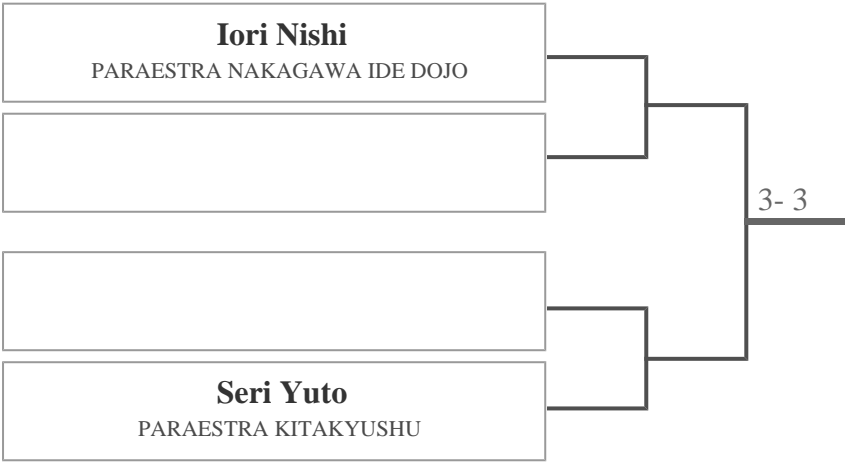 Iori Nishi
PARAESTRA NAKAGAWA IDE DOJO
3- 3
Seri Yuto
PARAESTRA KITAKYUSHU